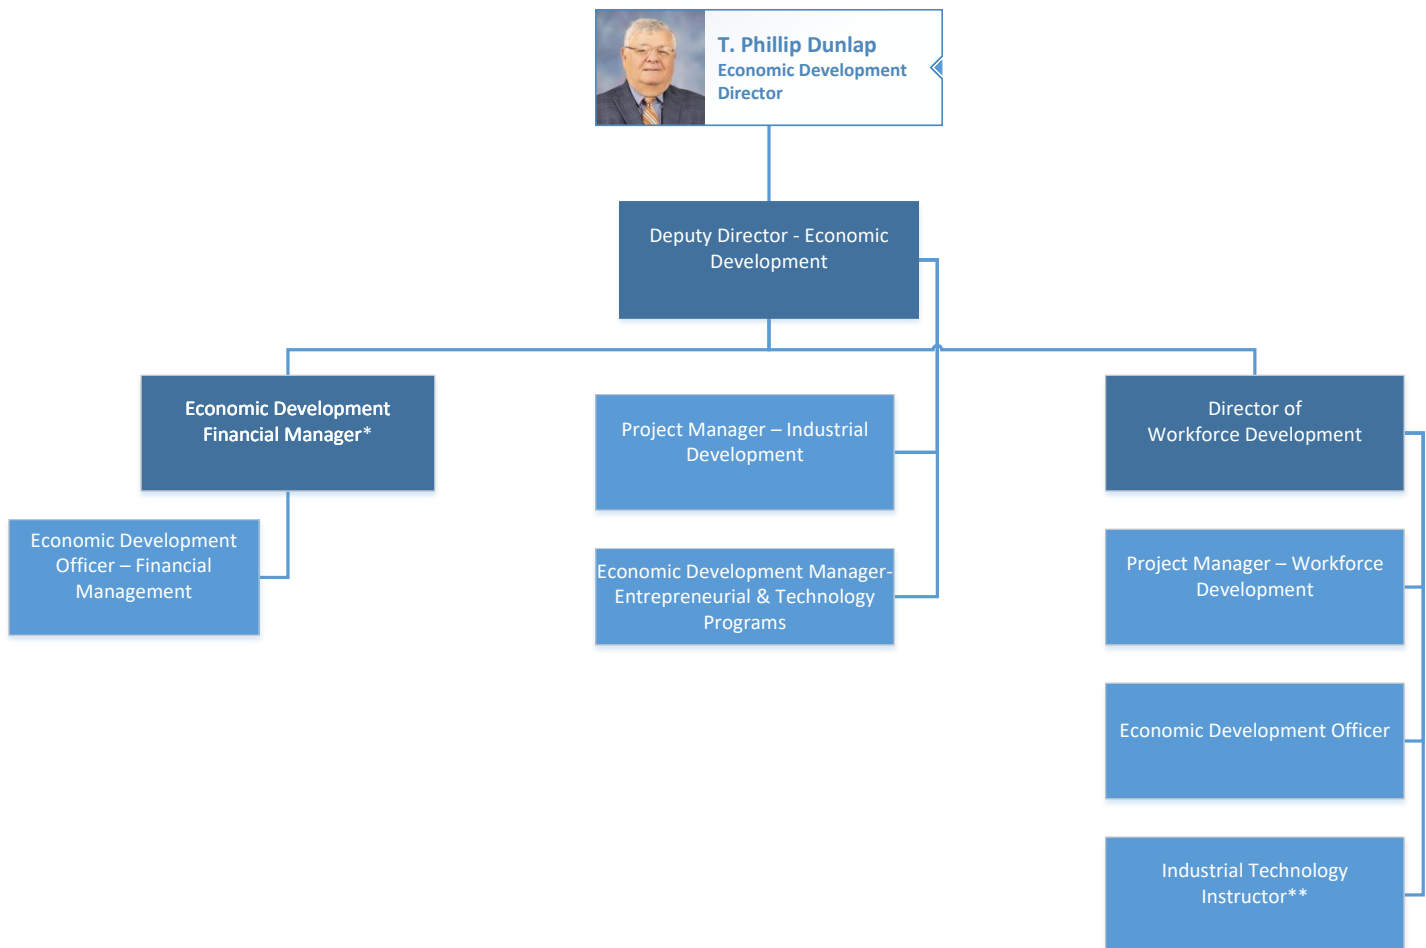 T. Phillip Dunlap
Economic Development
Director
Deputy Director - Economic
Development
Economic Development
Financial Manager*
Project Manager – Industrial
Development
Director of
Workforce Development
Economic Development
Officer – Financial
Management
Economic Development Manager-
Entrepreneurial & Technology
Programs
Project Manager – Workforce
Development
Economic Development Officer
Industrial Technology
Instructor**